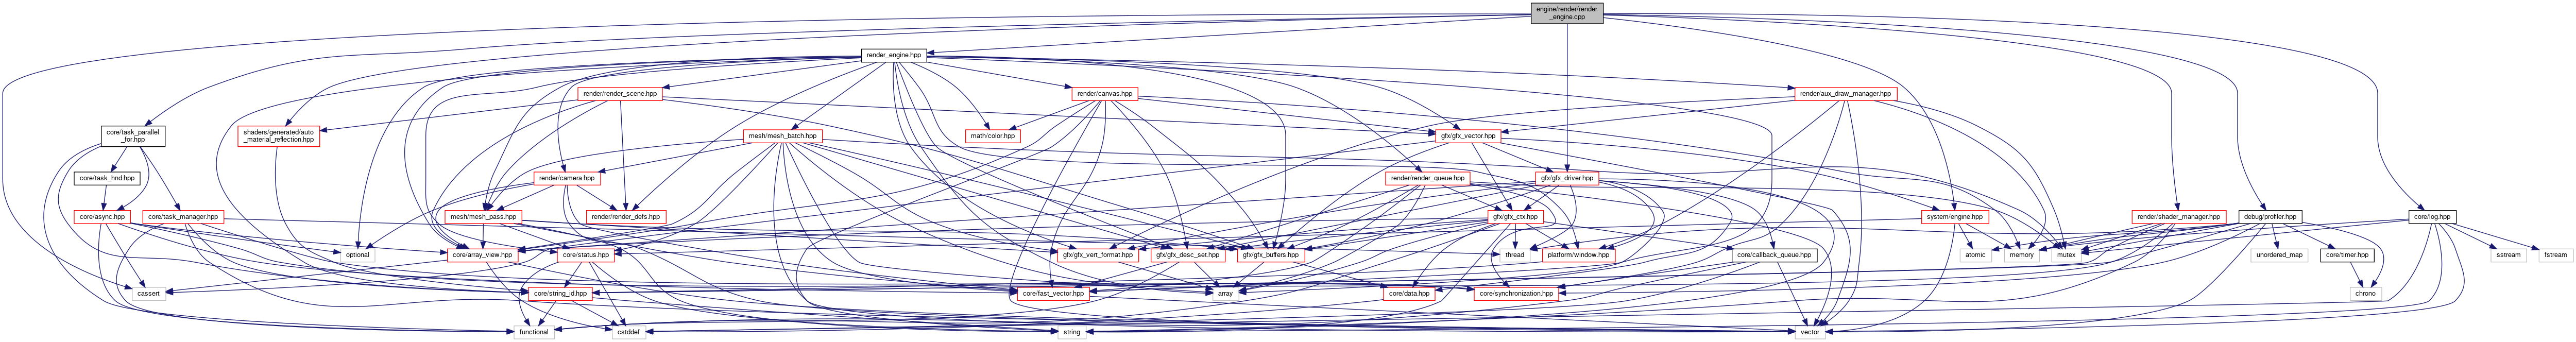 engine/render/render
_engine.cpp
render_engine.hpp
render/render_scene.hpp
render/canvas.hpp
render/aux_draw_manager.hpp
core/task_parallel
_for.hpp
shaders/generated/auto
_material_reflection.hpp
mesh/mesh_batch.hpp
math/color.hpp
gfx/gfx_vector.hpp
core/task_hnd.hpp
render/camera.hpp
render/render_queue.hpp
gfx/gfx_driver.hpp
core/async.hpp
core/task_manager.hpp
mesh/mesh_pass.hpp
render/render_defs.hpp
gfx/gfx_ctx.hpp
system/engine.hpp
render/shader_manager.hpp
debug/profiler.hpp
core/log.hpp
optional
core/array_view.hpp
core/status.hpp
gfx/gfx_vert_format.hpp
gfx/gfx_desc_set.hpp
gfx/gfx_buffers.hpp
thread
platform/window.hpp
core/callback_queue.hpp
atomic
memory
mutex
unordered_map
core/timer.hpp
sstream
fstream
cassert
core/string_id.hpp
core/fast_vector.hpp
array
core/data.hpp
core/synchronization.hpp
chrono
functional
cstddef
string
vector